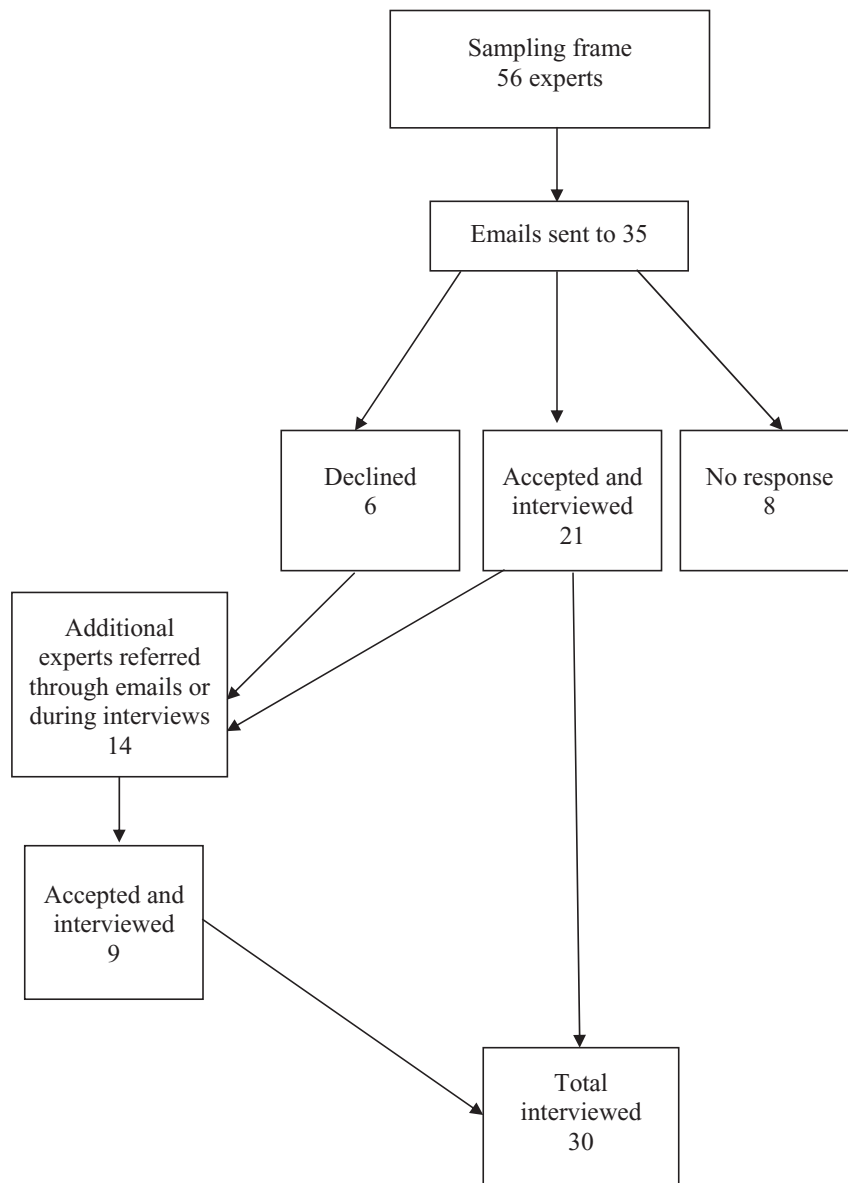 Sampling frame
56 experts
Emails sent to 35
Declined
6
Accepted and
interviewed
21
No response
8
Additional
experts referred
through emails or
during interviews
14
Accepted and
interviewed
9
Total
interviewed
30